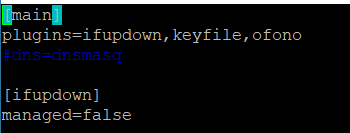 [main]
plugins=ifupdown,keyfile,ofono
#dns=dnsmasq

[ifupdown]
managed=false